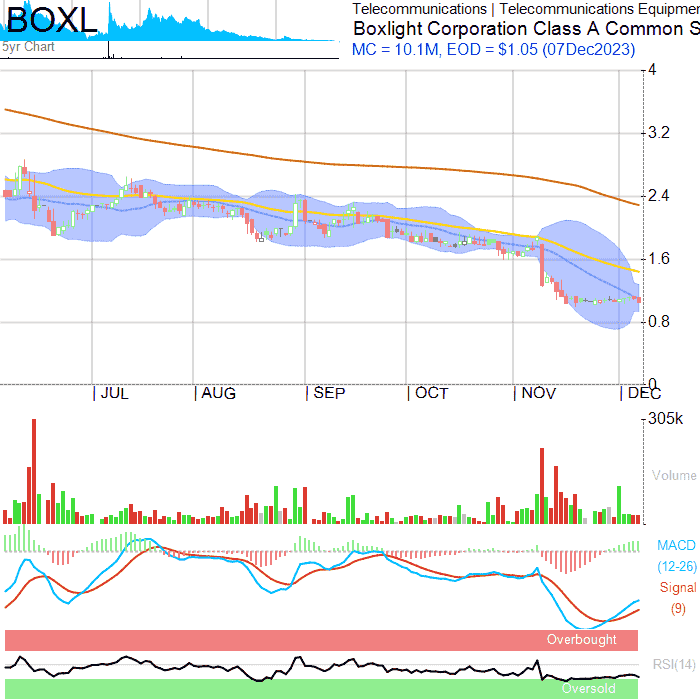 BOXL
5yr Chart
Telecommunications | Telecommunications Equipmen
Boxlight Corporation Class A Common S
MC = 10.1M, EOD = $1.05 (07Dec2023)
4
3.2
2.4
1.6
0.8
0
JUL AUG SEP OCT NOV DEC
305k
Volume
MACD
(12-26)
Signal
(9)
Overbought
RSI(14)
Oversold